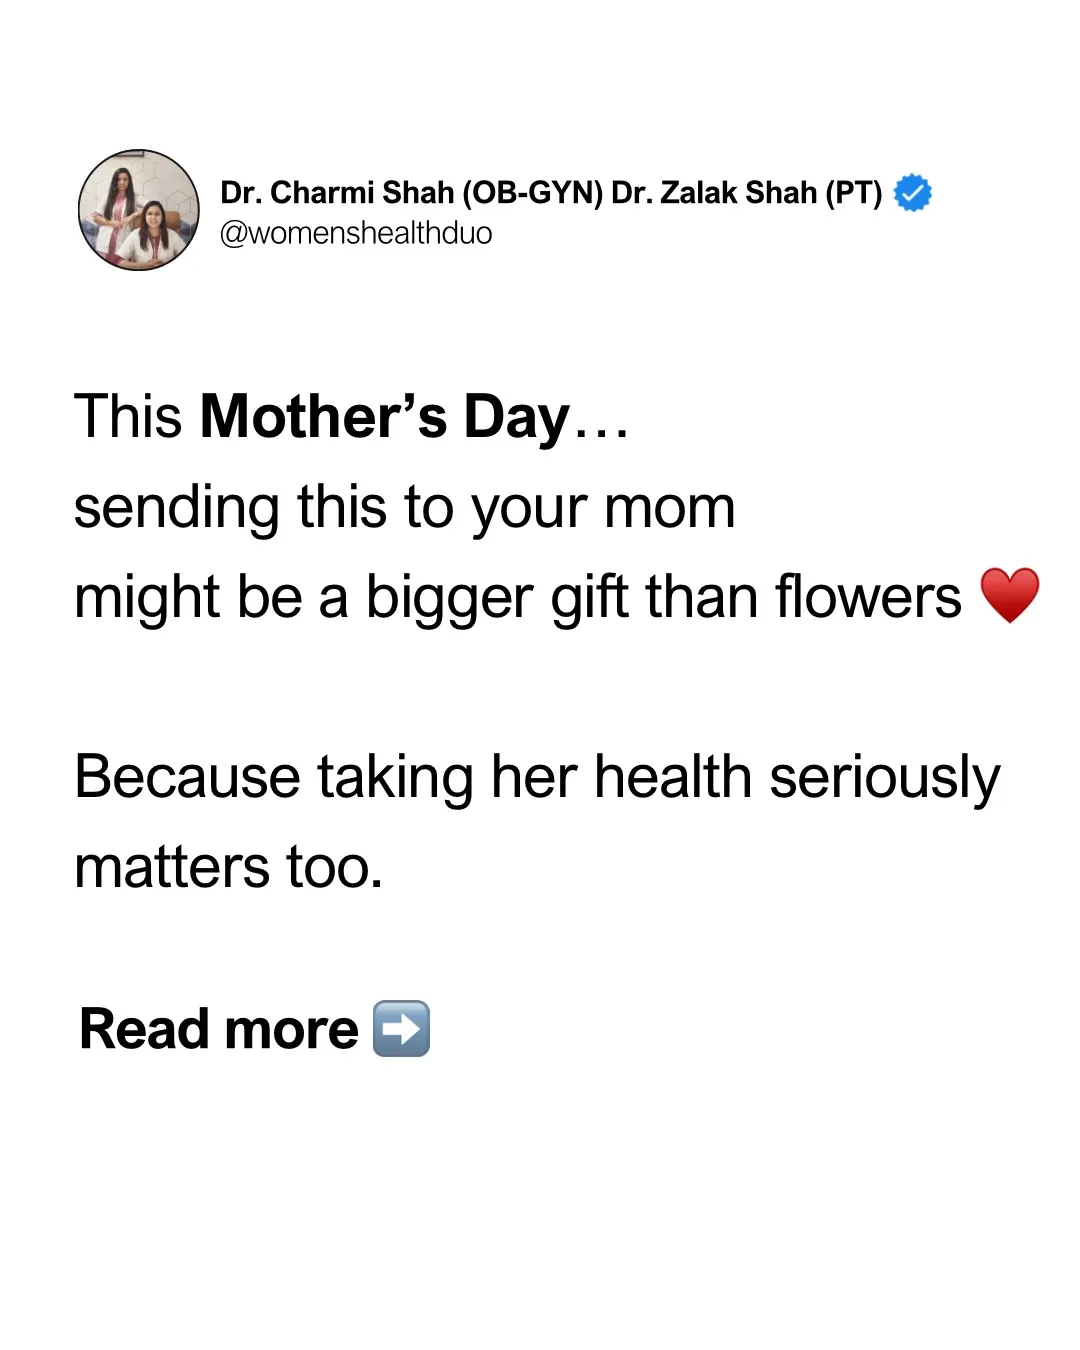 Dr. Charmi Shah (OB-GYN) Dr. Zalak Shah (PT)
@womenshealthduo
This Mother’s Day…
sending this to your mom
might be a bigger gift than flowers ♥️
Because taking her health seriously
matters too.
Read more ➡️